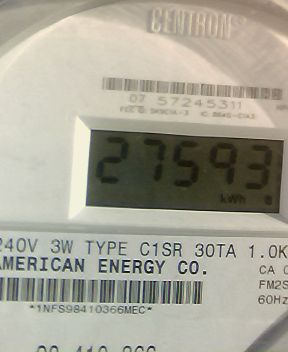 CENTRON
07 57245311
27593
kWh
240V 3W TYPE C1SR 30TA 1.0K
AMERICAN ENERGY CO.
CA 0
FM2S
60Hz
*1NFS98410366MEC*